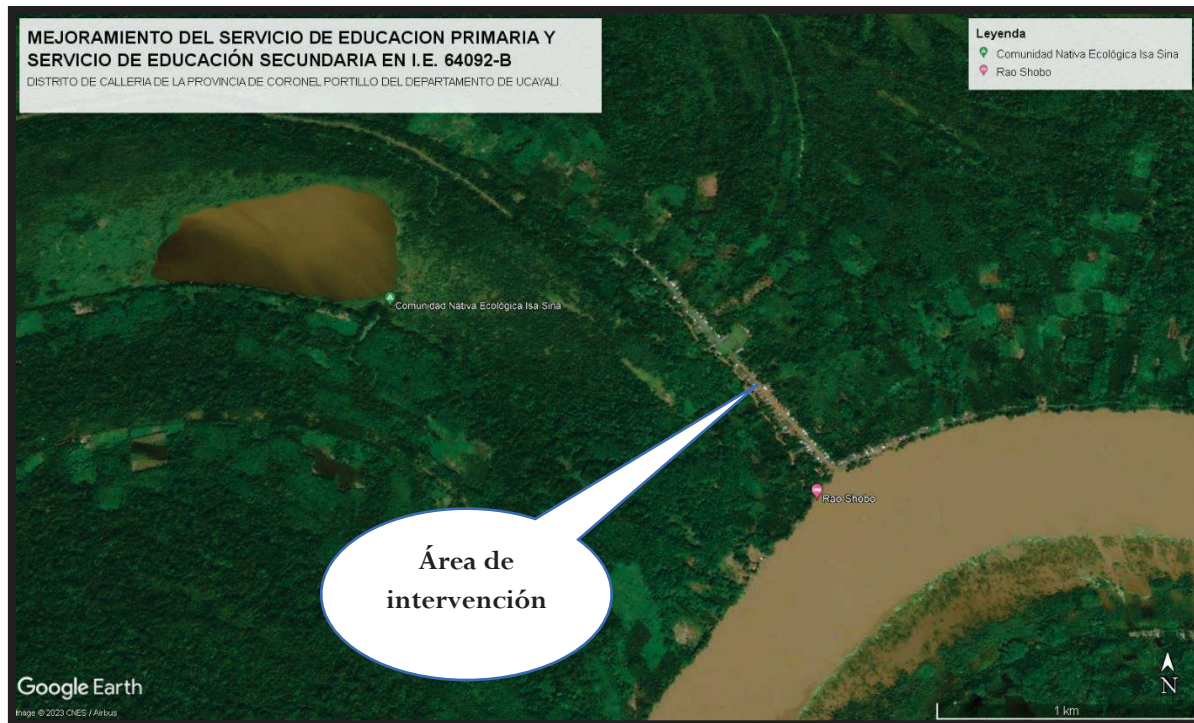 MEJORAMIENTO DEL SERVICIO DE EDUCACION PRIMARIA Y
SERVICIO DE EDUCACIÓN SECUNDARIA EN I.E. 64092-B
DISTRITO DE CALLERIA DE LA PROVINCIA DE CORONEL PORTILLO DEL DEPARTAMENTO DE UCAYALI.
Leyenda
Comunidad Nativa Ecológica Isa Sina
Rao Shobo
Comunidad Nativa Ecológica Isa Sina
Rao Shobo
Área de
intervención
Google Earth
Image © 2023 CNES / Airbus
N
1 km